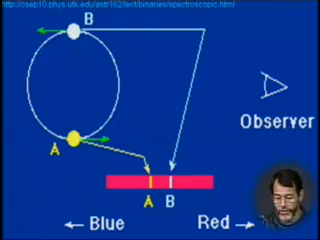 http://csep10.phys.utk.edu/astr162/lect/binaries/spectroscopic.html
B
Observer
A
A B
← Blue Red →